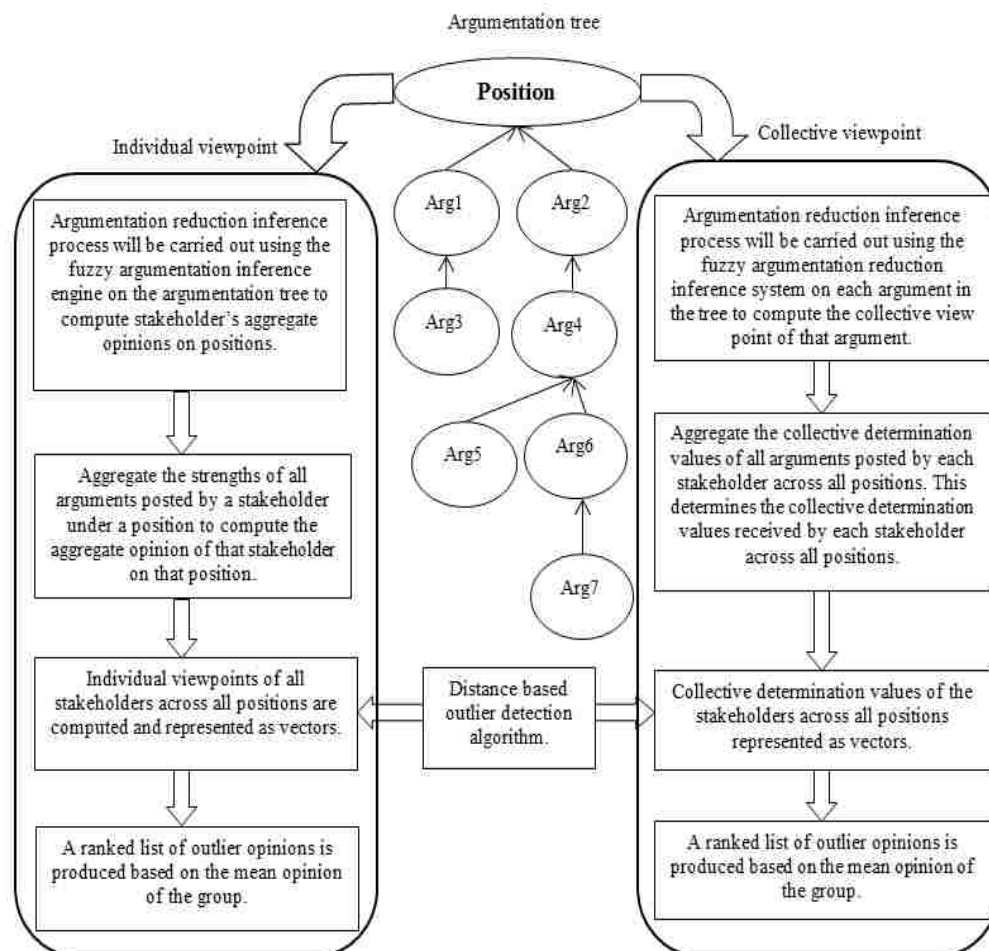 Argumentation tree
Position
Individual viewpoint
Collective viewpoint
Argumentation reduction inference
process will be carried out using the
fuzzy argumentation inference
engine on the argumentation tree to
compute stakeholder's aggregate
opinions on positions.
Aggregate the strengths of all
arguments posted by a stakeholder
under a position to compute the
aggregate opinion of that stakeholder
on that position.
Individual viewpoints of all
stakeholders across all positions are
computed and represented as vectors.
A ranked list of outlier opinions is
produced based on the mean opinion
of the group.
Arg1
Arg2
Arg3
Arg4
Arg5
Arg6
Arg7
Distance based
outlier detection
algorithm.
Argumentation reduction inference
process will be carried out using the
fuzzy argumentation reduction
inference system on each argument in
the tree to compute the collective view
point of that argument.
Aggregate the collective determination
values of all arguments posted by each
stakeholder across all positions. This
determines the collective determination
values received by each stakeholder
across all positions.
Collective determination values of the
stakeholders across all positions
represented as vectors.
A ranked list of outlier opinions is
produced based on the mean opinion of
the group.